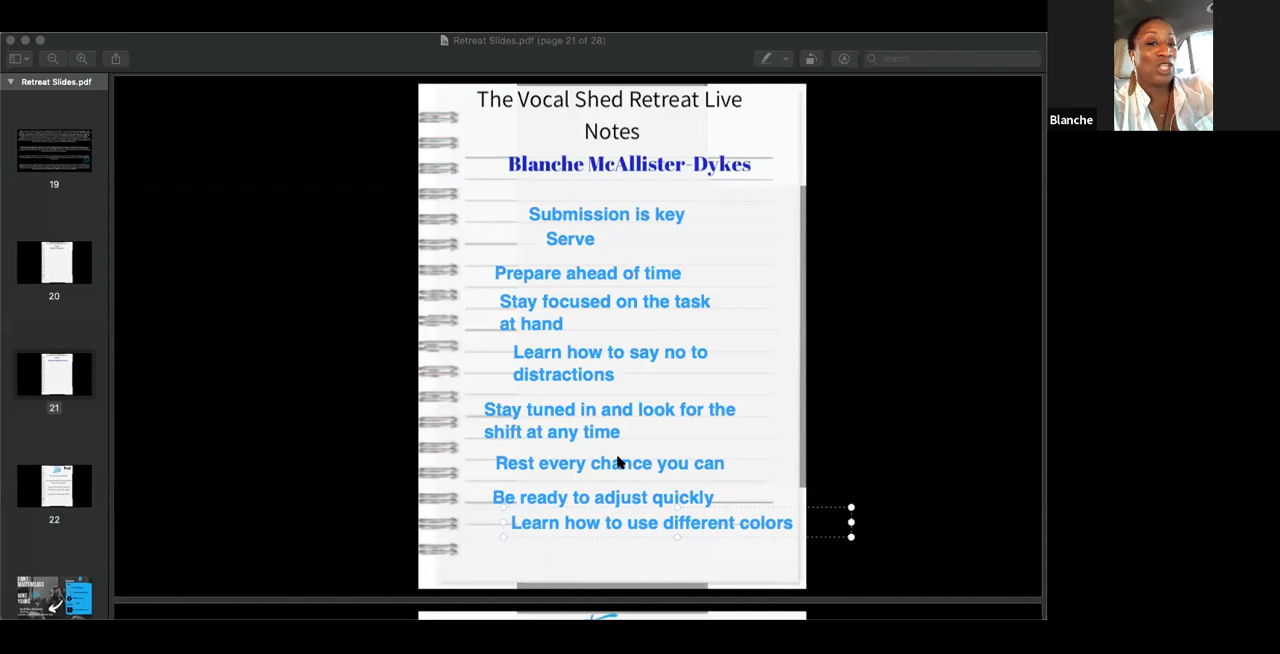 Retreat Slides.pdf (page 21 of 28)
Search
Retreat Slides.pdf
19
20
21
22
The Vocal Shed Retreat Live
Notes
Blanche McAllister-Dykes
Submission is key
Serve
Prepare ahead of time
Stay focused on the task
at hand
Learn how to say no to
distractions
Stay tuned in and look for the
shift at any time
Rest every chance you can
Be ready to adjust quickly
Learn how to use different colors
Blanche